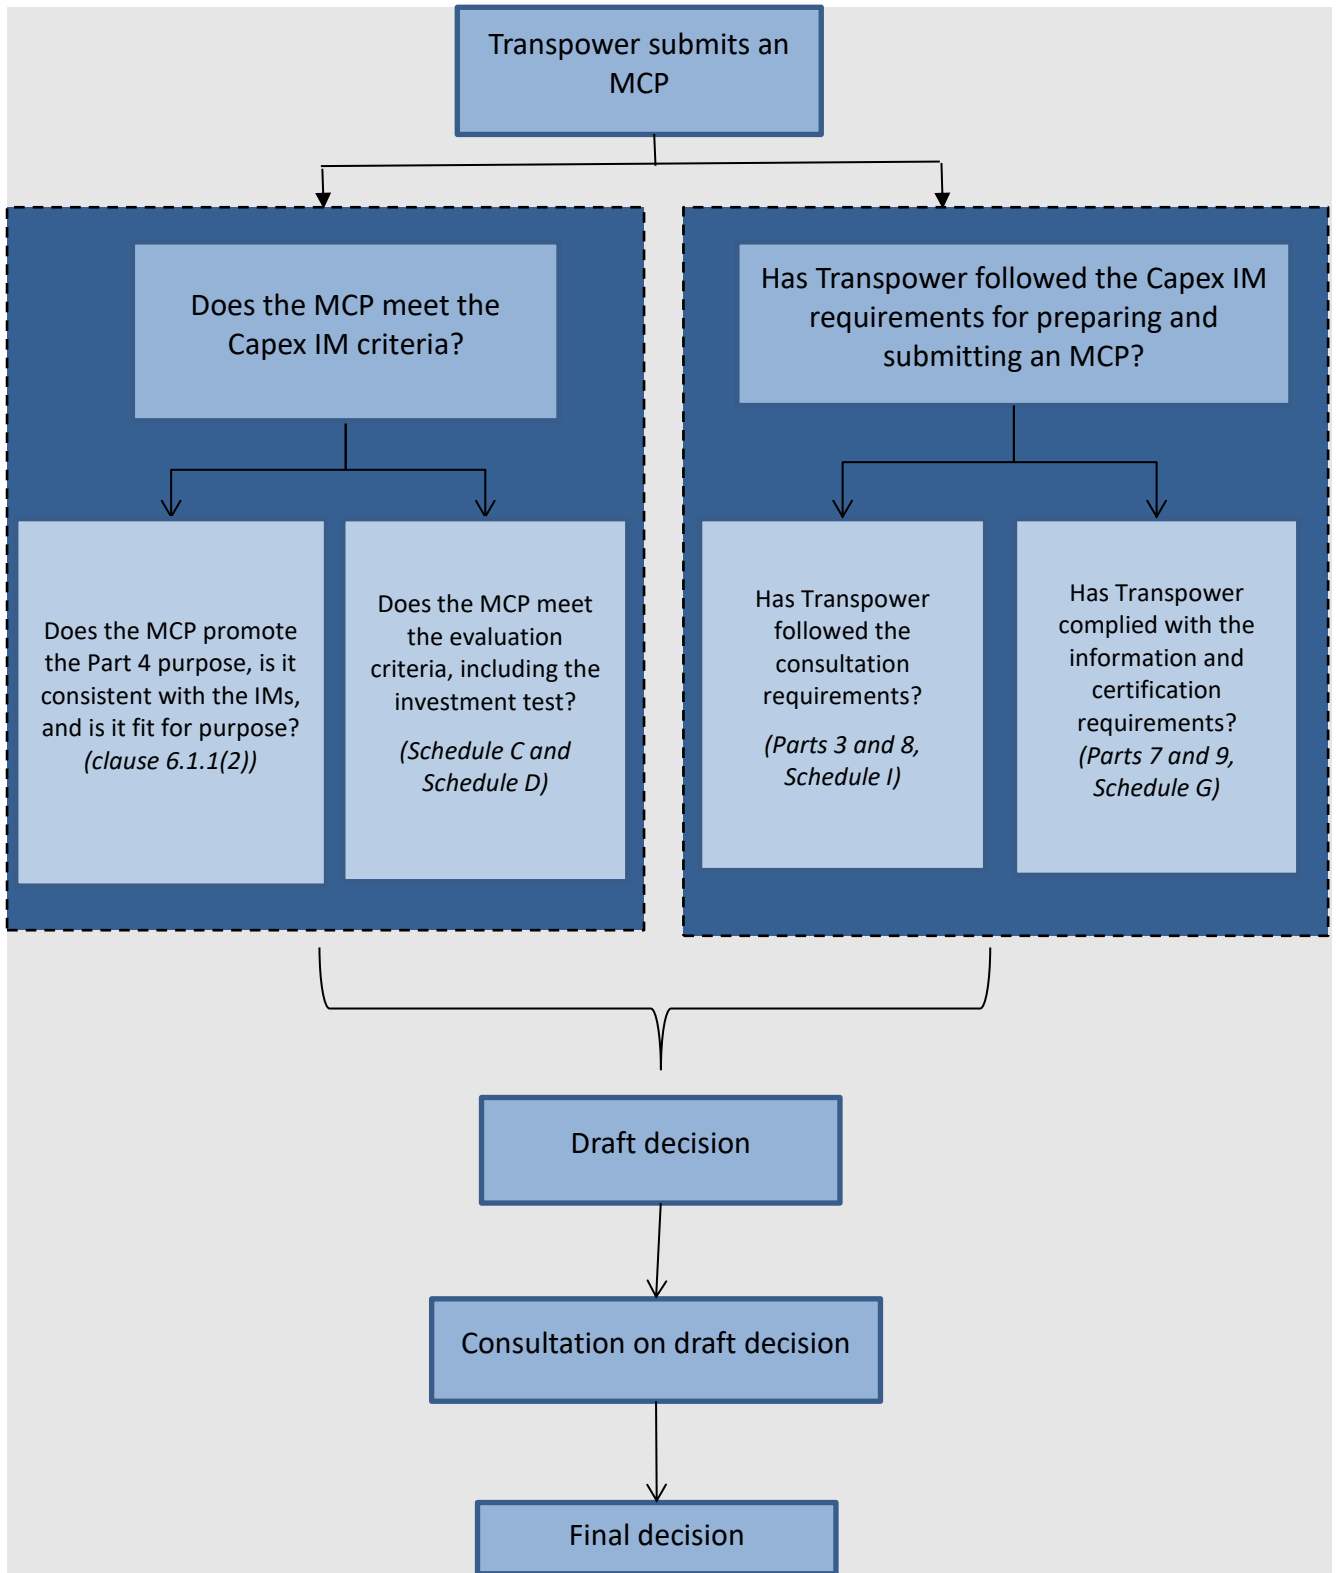 Transpower submits an
MCP
Does the MCP meet the
Capex IM criteria?
Has Transpower followed the Capex IM
requirements for preparing and
submitting an MCP?
Does the MCP promote
the Part 4 purpose, is it
consistent with the IMs,
and is it fit for purpose?
(clause 6.1.1(2))
Does the MCP meet
the evaluation
criteria, including the
investment test?
(Schedule C and
Schedule D)
Has Transpower
followed the
consultation
requirements?
(Parts 3 and 8,
Schedule I)
Has Transpower
complied with the
information and
certification
requirements?
(Parts 7 and 9,
Schedule G)
Draft decision
Consultation on draft decision
Final decision